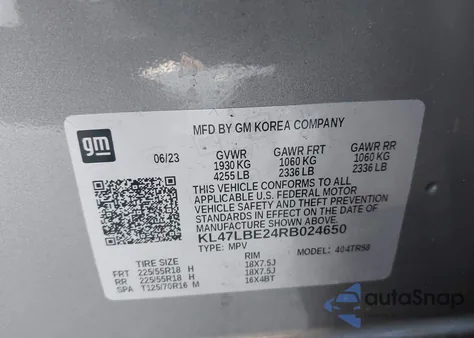 MFD BY GM KOREA COMPANY
gm
06/23 GVWR GAWR FRT GAWR RR
1930 KG 1060 KG 1060 KG
4255 LB 2336 LB 2336 LB
THIS VEHICLE CONFORMS TO ALL
APPLICABLE U.S. FEDERAL MOTOR
VEHICLE SAFETY AND THEFT PREVENTION
STANDARDS IN EFFECT ON THE DATE OF
MANUFACTURE SHOWN ABOVE.
KL47LBE24RB024650
TYPE: MPV MODEL: 404TR58
TIRE SIZE RIM
FRT 225/55R18 H 18X7.5J
RR 225/55R18 H 18X7.5J
SPA T125/70R16 M 16X4BT
autoSnap